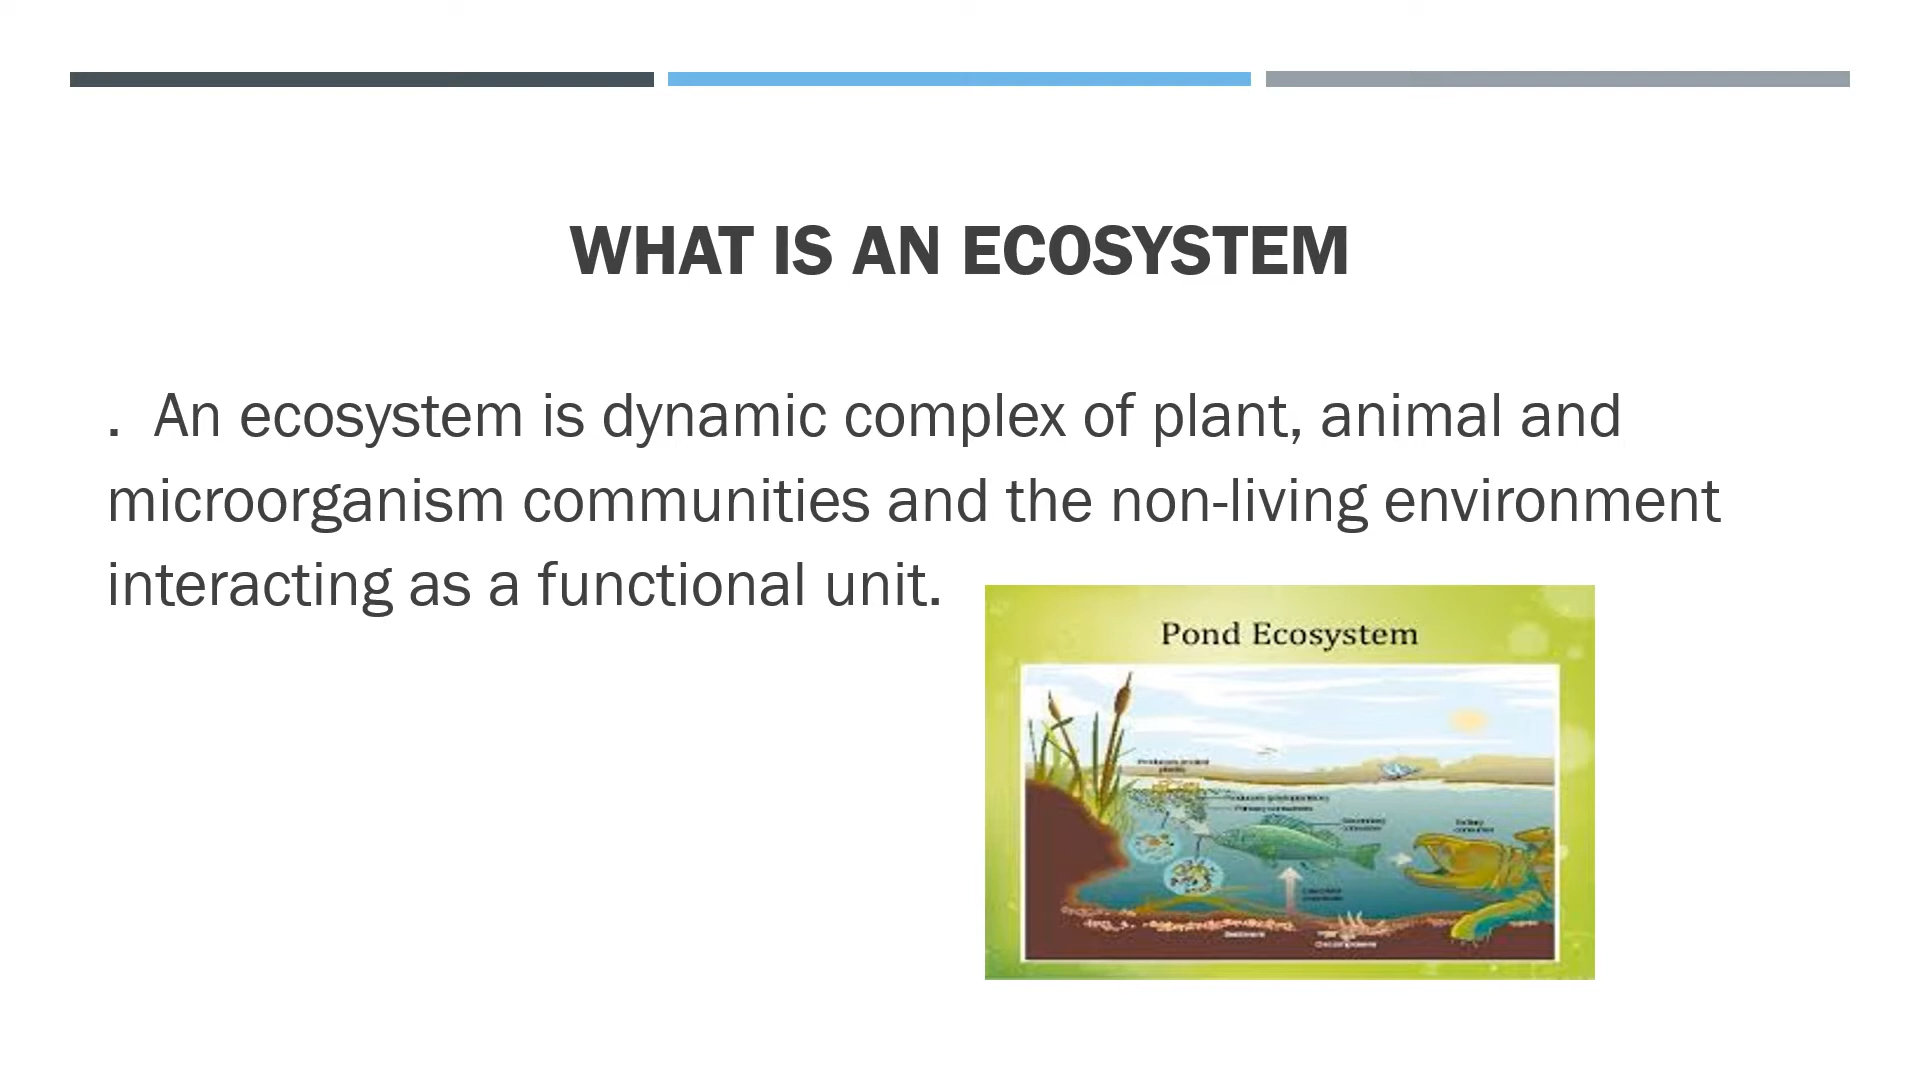 WHAT IS AN ECOSYSTEM
. An ecosystem is dynamic complex of plant, animal and
microorganism communities and the non-living environment
interacting as a functional unit.
Pond Ecosystem